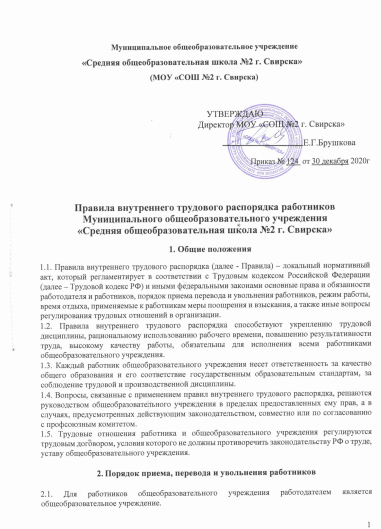 Муниципальное общеобразовательное учреждение
«Средняя общеобразовательная школа №2 г. Свирска»
(МОУ «СОШ №2 г. Свирска)
УТВЕРЖДАЮ
Директор МОУ «СОШ №2 г. Свирска»
Е.Г.Брушкова
Приказ № 124 от 30 декабря 2020г
Правила внутреннего трудового распорядка работников
Муниципального общеобразовательного учреждения
«Средняя общеобразовательная школа №2 г. Свирска»
1. Общие положения
1.1. Правила внутреннего трудового распорядка (далее - Правила) – локальный нормативный
акт, который регламентирует в соответствии с Трудовым кодексом Российской Федерации
(далее – Трудовой кодекс РФ) и иными федеральными законами основные права и обязанности
работодателя и работников, порядок приема перевода и увольнения работников, режим работы,
время отдыха, применяемые к работникам меры поощрения и взыскания, а также иные вопросы
регулирования трудовых отношений в организации.
1.2. Правила внутреннего трудового распорядка способствуют укреплению трудовой
дисциплины, рациональному использованию рабочего времени, повышению результативности
труда, высокому качеству работы, обязательны для исполнения всеми работниками
общеобразовательного учреждения.
1.3. Каждый работник общеобразовательного учреждения несет ответственность за качество
общего образования и его соответствие государственным образовательным стандартам, за
соблюдение трудовой и производственной дисциплины.
1.4. Вопросы, связанные с применением правил внутреннего трудового распорядка, решаются
руководством общеобразовательного учреждения в пределах предоставленных ему прав, а в
случаях, предусмотренных действующим законодательством, совместно или по согласованию
с профсоюзным комитетом.
1.5. Трудовые отношения работника и общеобразовательного учреждения регулируются
трудовым договором, условия которого не должны противоречить законодательству РФ о труде,
уставу общеобразовательного учреждения.
2. Порядок приема, перевода и увольнения работников
2.1. Для работников общеобразовательного учреждения работодателем является
общеобразовательное учреждение.
1